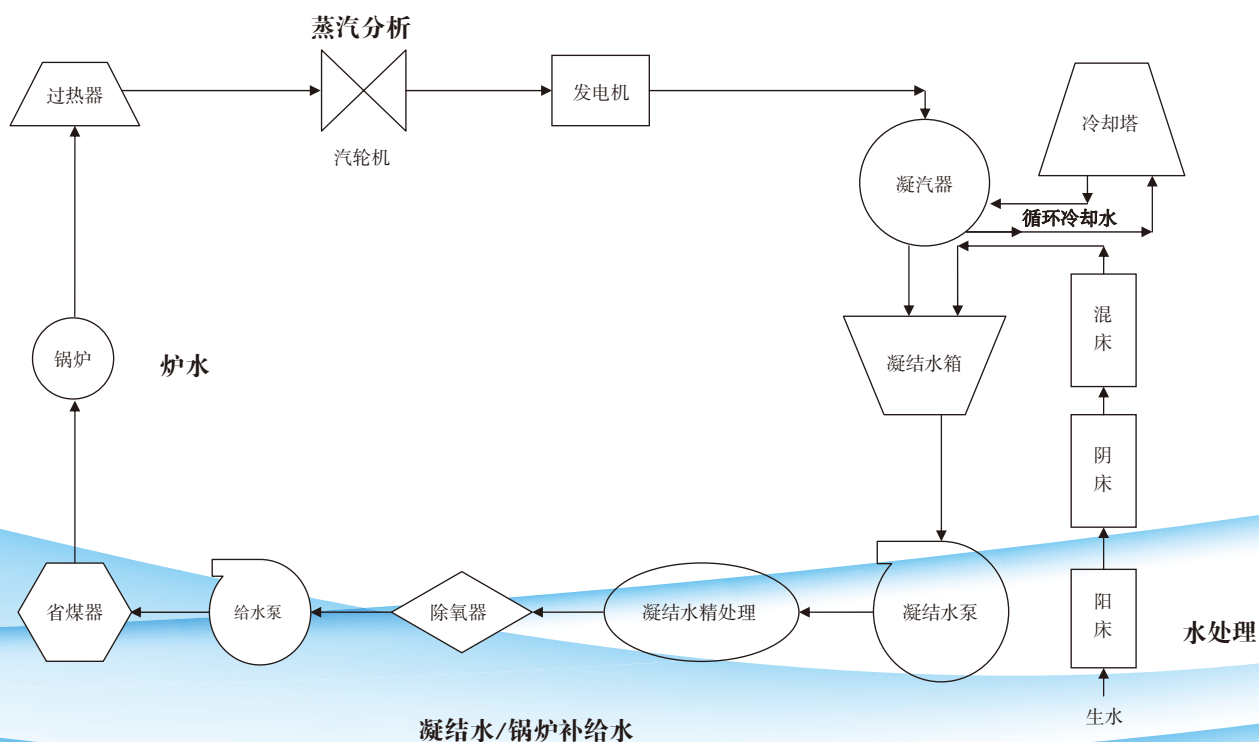 蒸汽分析
过热器
发电机
冷却塔
汽轮机
凝汽器
循环冷却水
混床
锅炉
炉水
凝结水箱
阴床
省煤器
给水泵
除氧器
凝结水精处理
凝结水泵
阳床
水处理
生水
凝结水/锅炉补给水